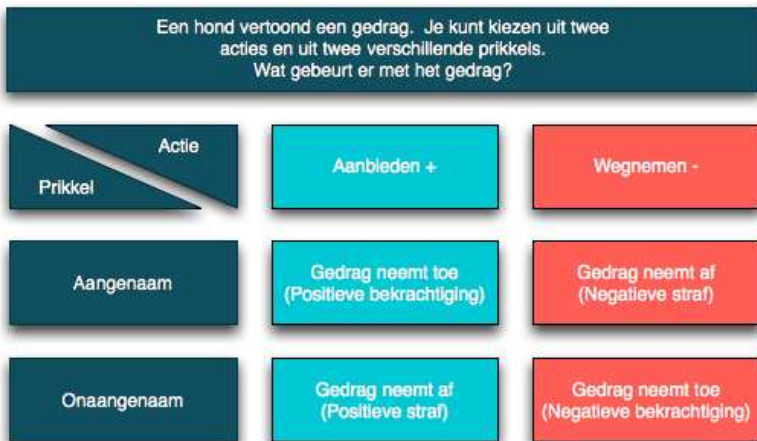 Een hond vertoond een gedrag. Je kunt kiezen uit twee
acties en uit twee verschillende prikkels.
Wat gebeurt er met het gedrag?
Actie
Prikkel
Aanbieden +
Wegnemen -
Aangenaam
Gedrag neemt toe
(Positieve bekrachtiging)
Gedrag neemt af
(Negatieve straf)
Onaangenaam
Gedrag neemt af
(Positieve straf)
Gedrag neemt toe
(Negatieve bekrachtiging)